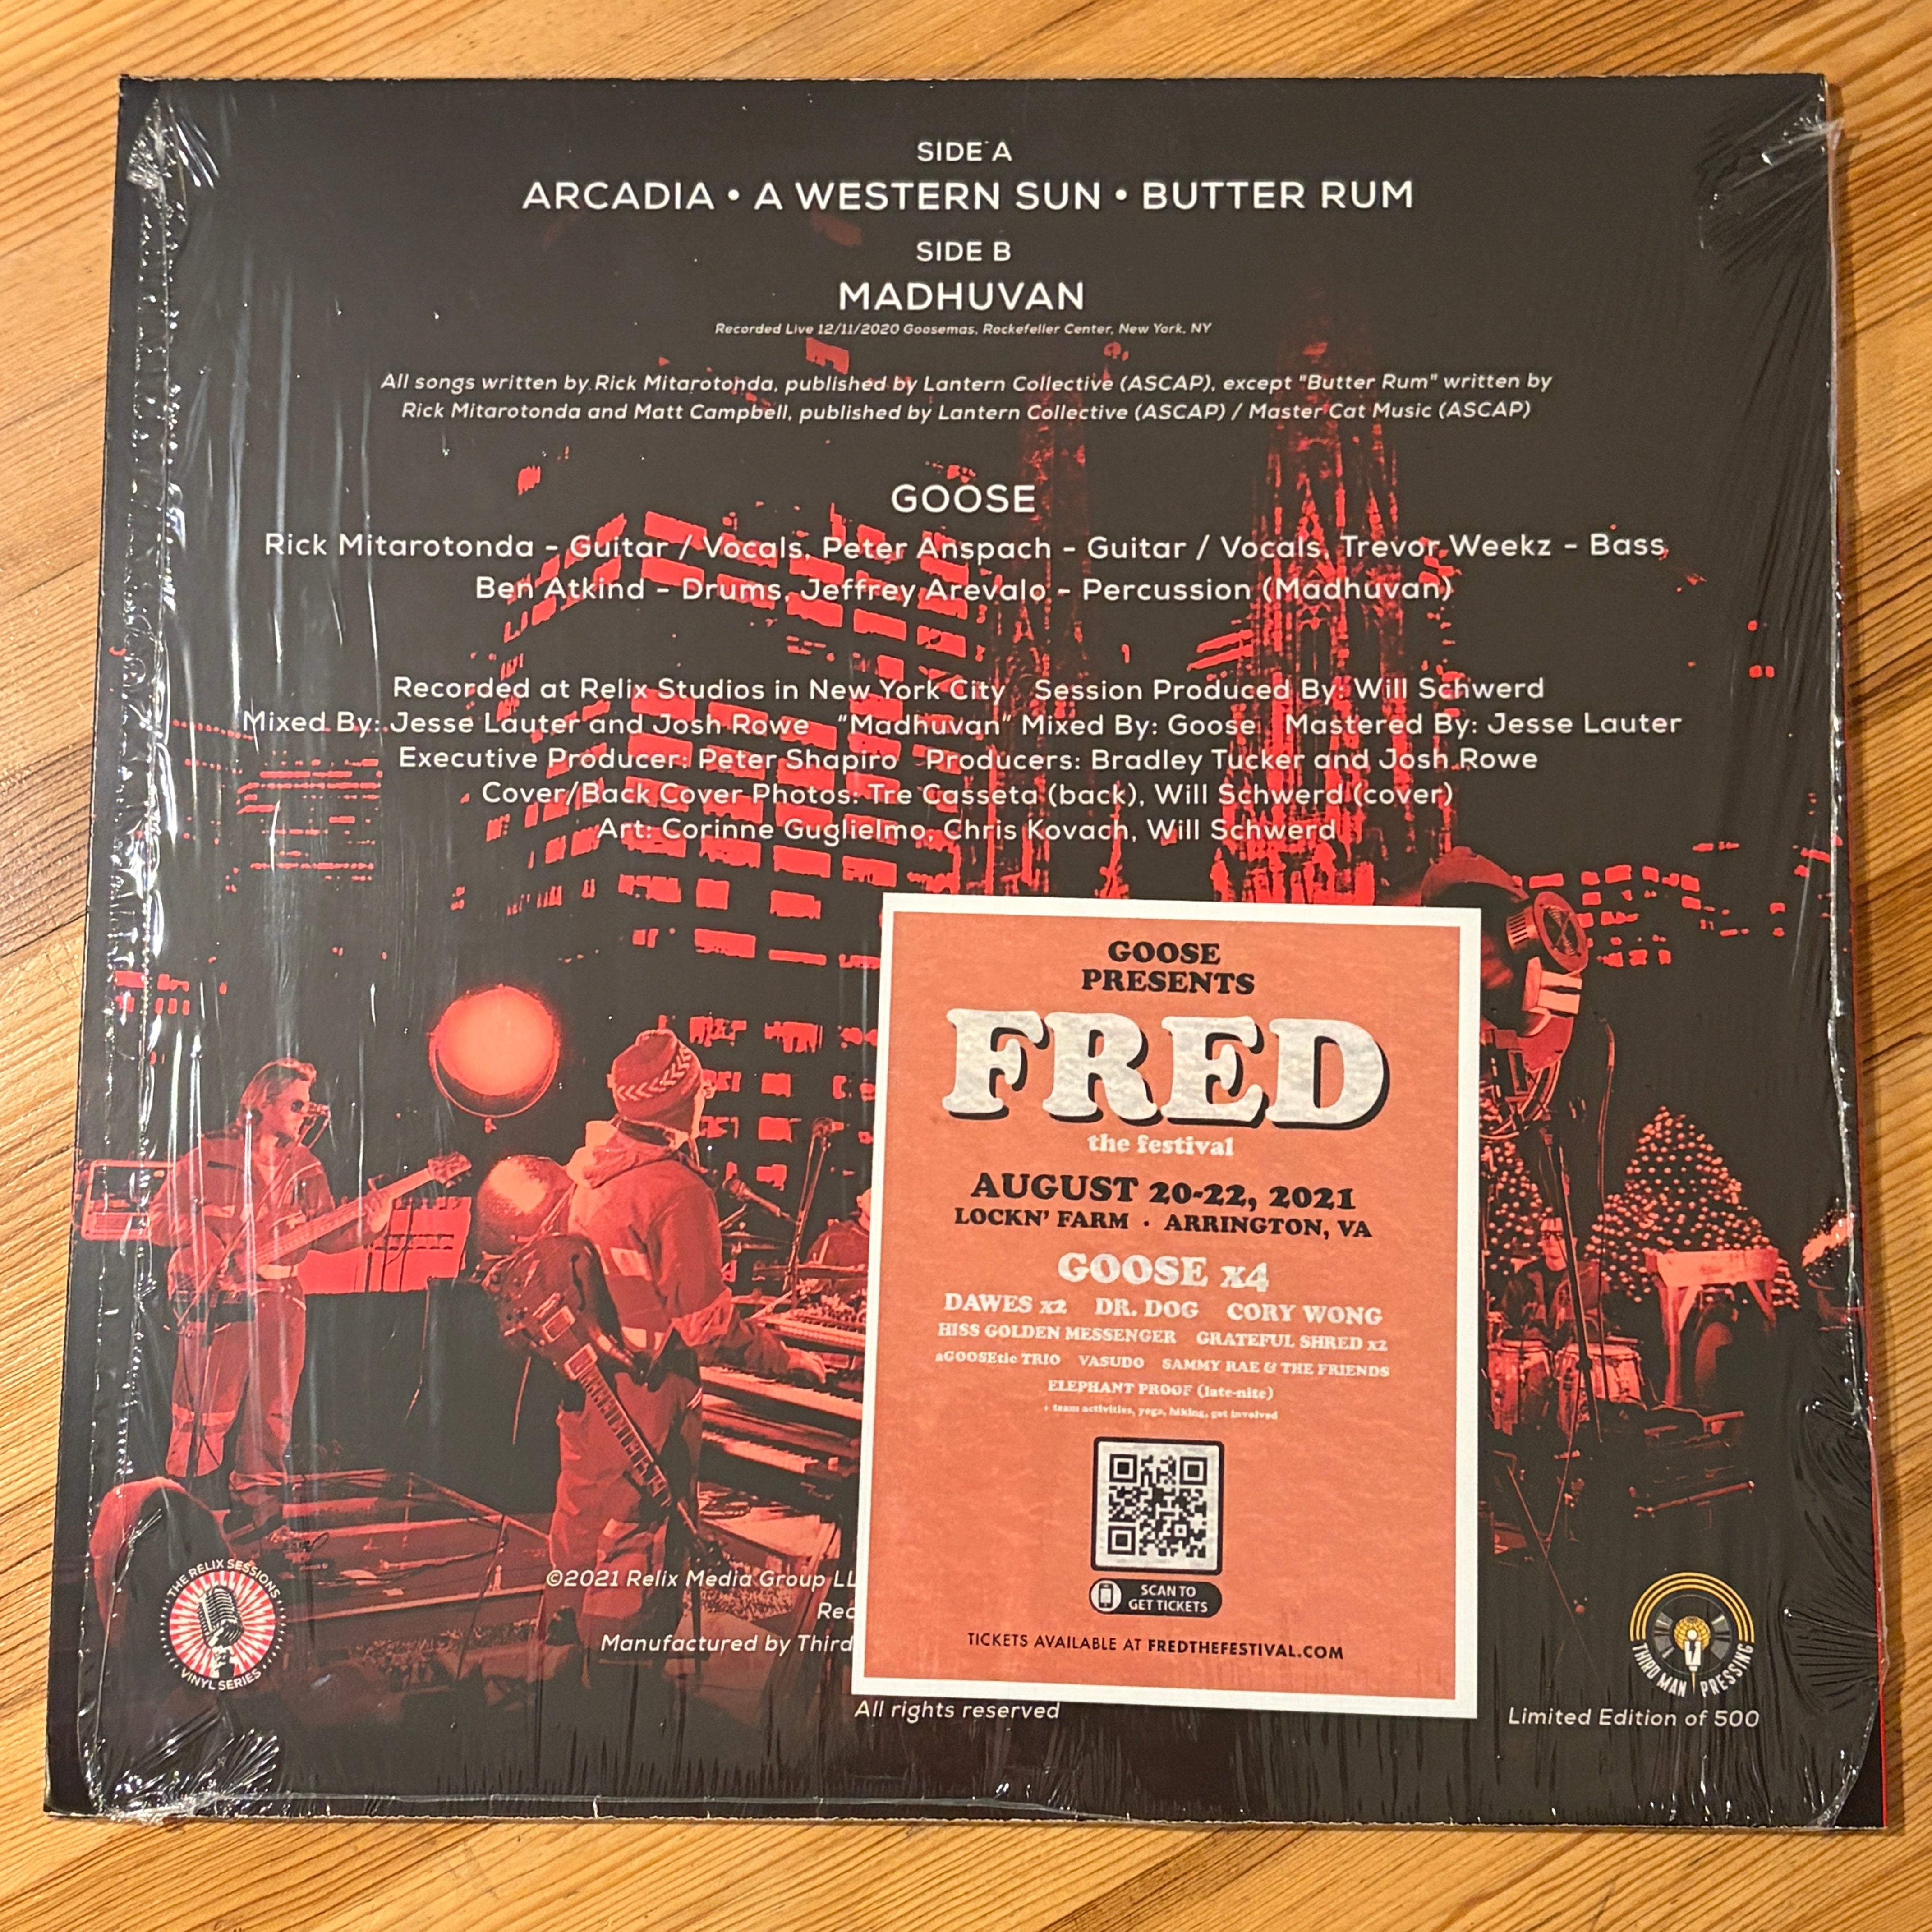 SIDE A
ARCADIA • A WESTERN SUN • BUTTER RUM
SIDE B
MADHUVAN
Recorded Live 12/11/2020 Goosemas, Rockefeller Center, New York, NY
All songs written by Rick Mitarotonda, published by Lantern Collective (ASCAP), except "Butter Rum" written by
Rick Mitarotonda and Matt Campbell, published by Lantern Collective (ASCAP) / Master Cat Music (ASCAP)
GOOSE
Rick Mitarotonda - Guitar / Vocals, Peter Anspach - Guitar / Vocals, Trevor Weekz - Bass,
Ben Atkind - Drums, Jeffrey Arevalo - Percussion (Madhuvan)
Recorded at Relix Studios in New York City Session Produced By: Will Schwerd
Mixed By: Jesse Lauter and Josh Rowe "Madhuvan" Mixed By: Goose Mastered By: Jesse Lauter
Executive Producer: Peter Shapiro Producers: Bradley Tucker and Josh Rowe
Cover/Back Cover Photos: Tre Casseta (back), Will Schwerd (cover)
Art: Corinne Guglielmo, Chris Kovach, Will Schwerd
GOOSE
PRESENTS
FRED
the festival
AUGUST 20-22, 2021
LOCKN' FARM · ARRINGTON, VA
GOOSE x4
DAWES x2 DR. DOG CORY WONG
HISS GOLDEN MESSENGER GRATEFUL SHRED x2
aGOOSEtic TRIO VASUDO SAMMY RAE & THE FRIENDS
ELEPHANT PROOF (late-nite)
+ team activities, yoga, hiking, get involved
SCAN TO
GET TICKETS
TICKETS AVAILABLE AT FREDTHEFESTIVAL.COM
THE RELIX SESSIONS
VINYL SERIES
©2021 Relix Media Group LL
Rec
Manufactured by Third
All rights reserved
THIRD MAN PRESSING
Limited Edition of 500